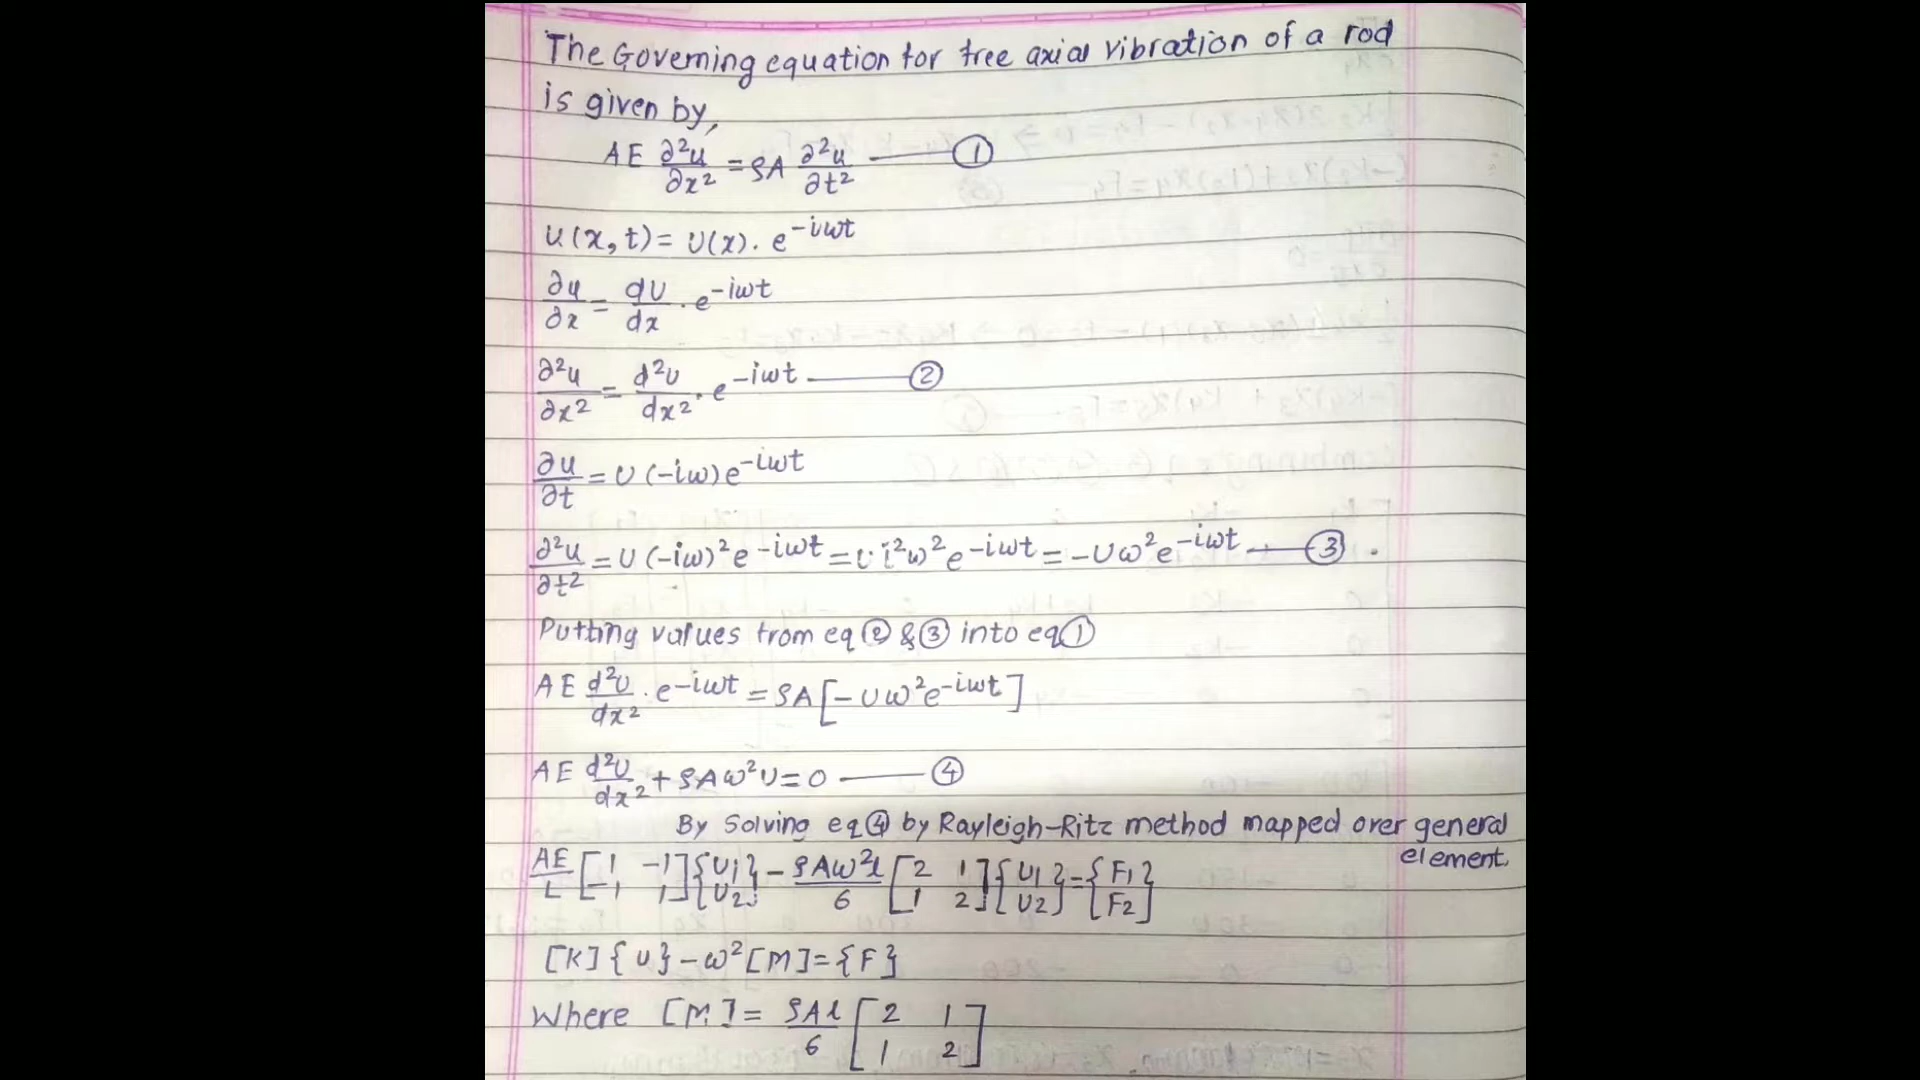 The Governing equation for free axial vibration of a rod
is given by,
AE ∂²u/∂x² = ρA ∂²u/∂t² —— ①
u(x,t) = U(x). e^-iωt
∂u/∂x = dU/dx . e^-iωt
∂²u/∂x² = d²U/dx² . e^-iωt —— ②
∂u/∂t = U(-iω)e^-iωt
∂²u/∂t² = U(-iω)²e^-iωt = U i²ω²e^-iωt = -Uω²e^-iωt —— ③ .
Putting values from eq ② & ③ into eq ①
AE d²U/dx² . e^-iωt = ρA[-Uω²e^-iωt]
AE d²U/dx² + ρAω²U = 0 —— ④
By Solving eq ④ by Rayleigh-Ritz method mapped over general
element.
AE/L [1 -1; -1 1]{U1; U2} - ρAω²l/6 [2 1; 1 2]{U1; U2} = {F1; F2}
[K]{U} - ω²[M] = {F}
Where [M] = ρAl/6 [2 1; 1 2]